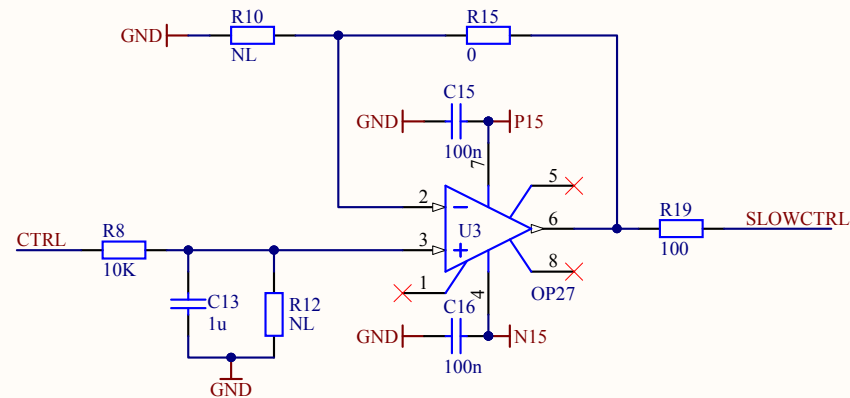 R10
R15
GND
NL
0
C15
GND
P15
100n
7
5
2
U3
6
R19
SLOWCTRL
CTRL
R8
3
100
10K
8
1
4
OP27
C13
1u
R12
NL
C16
GND
N15
100n
GND